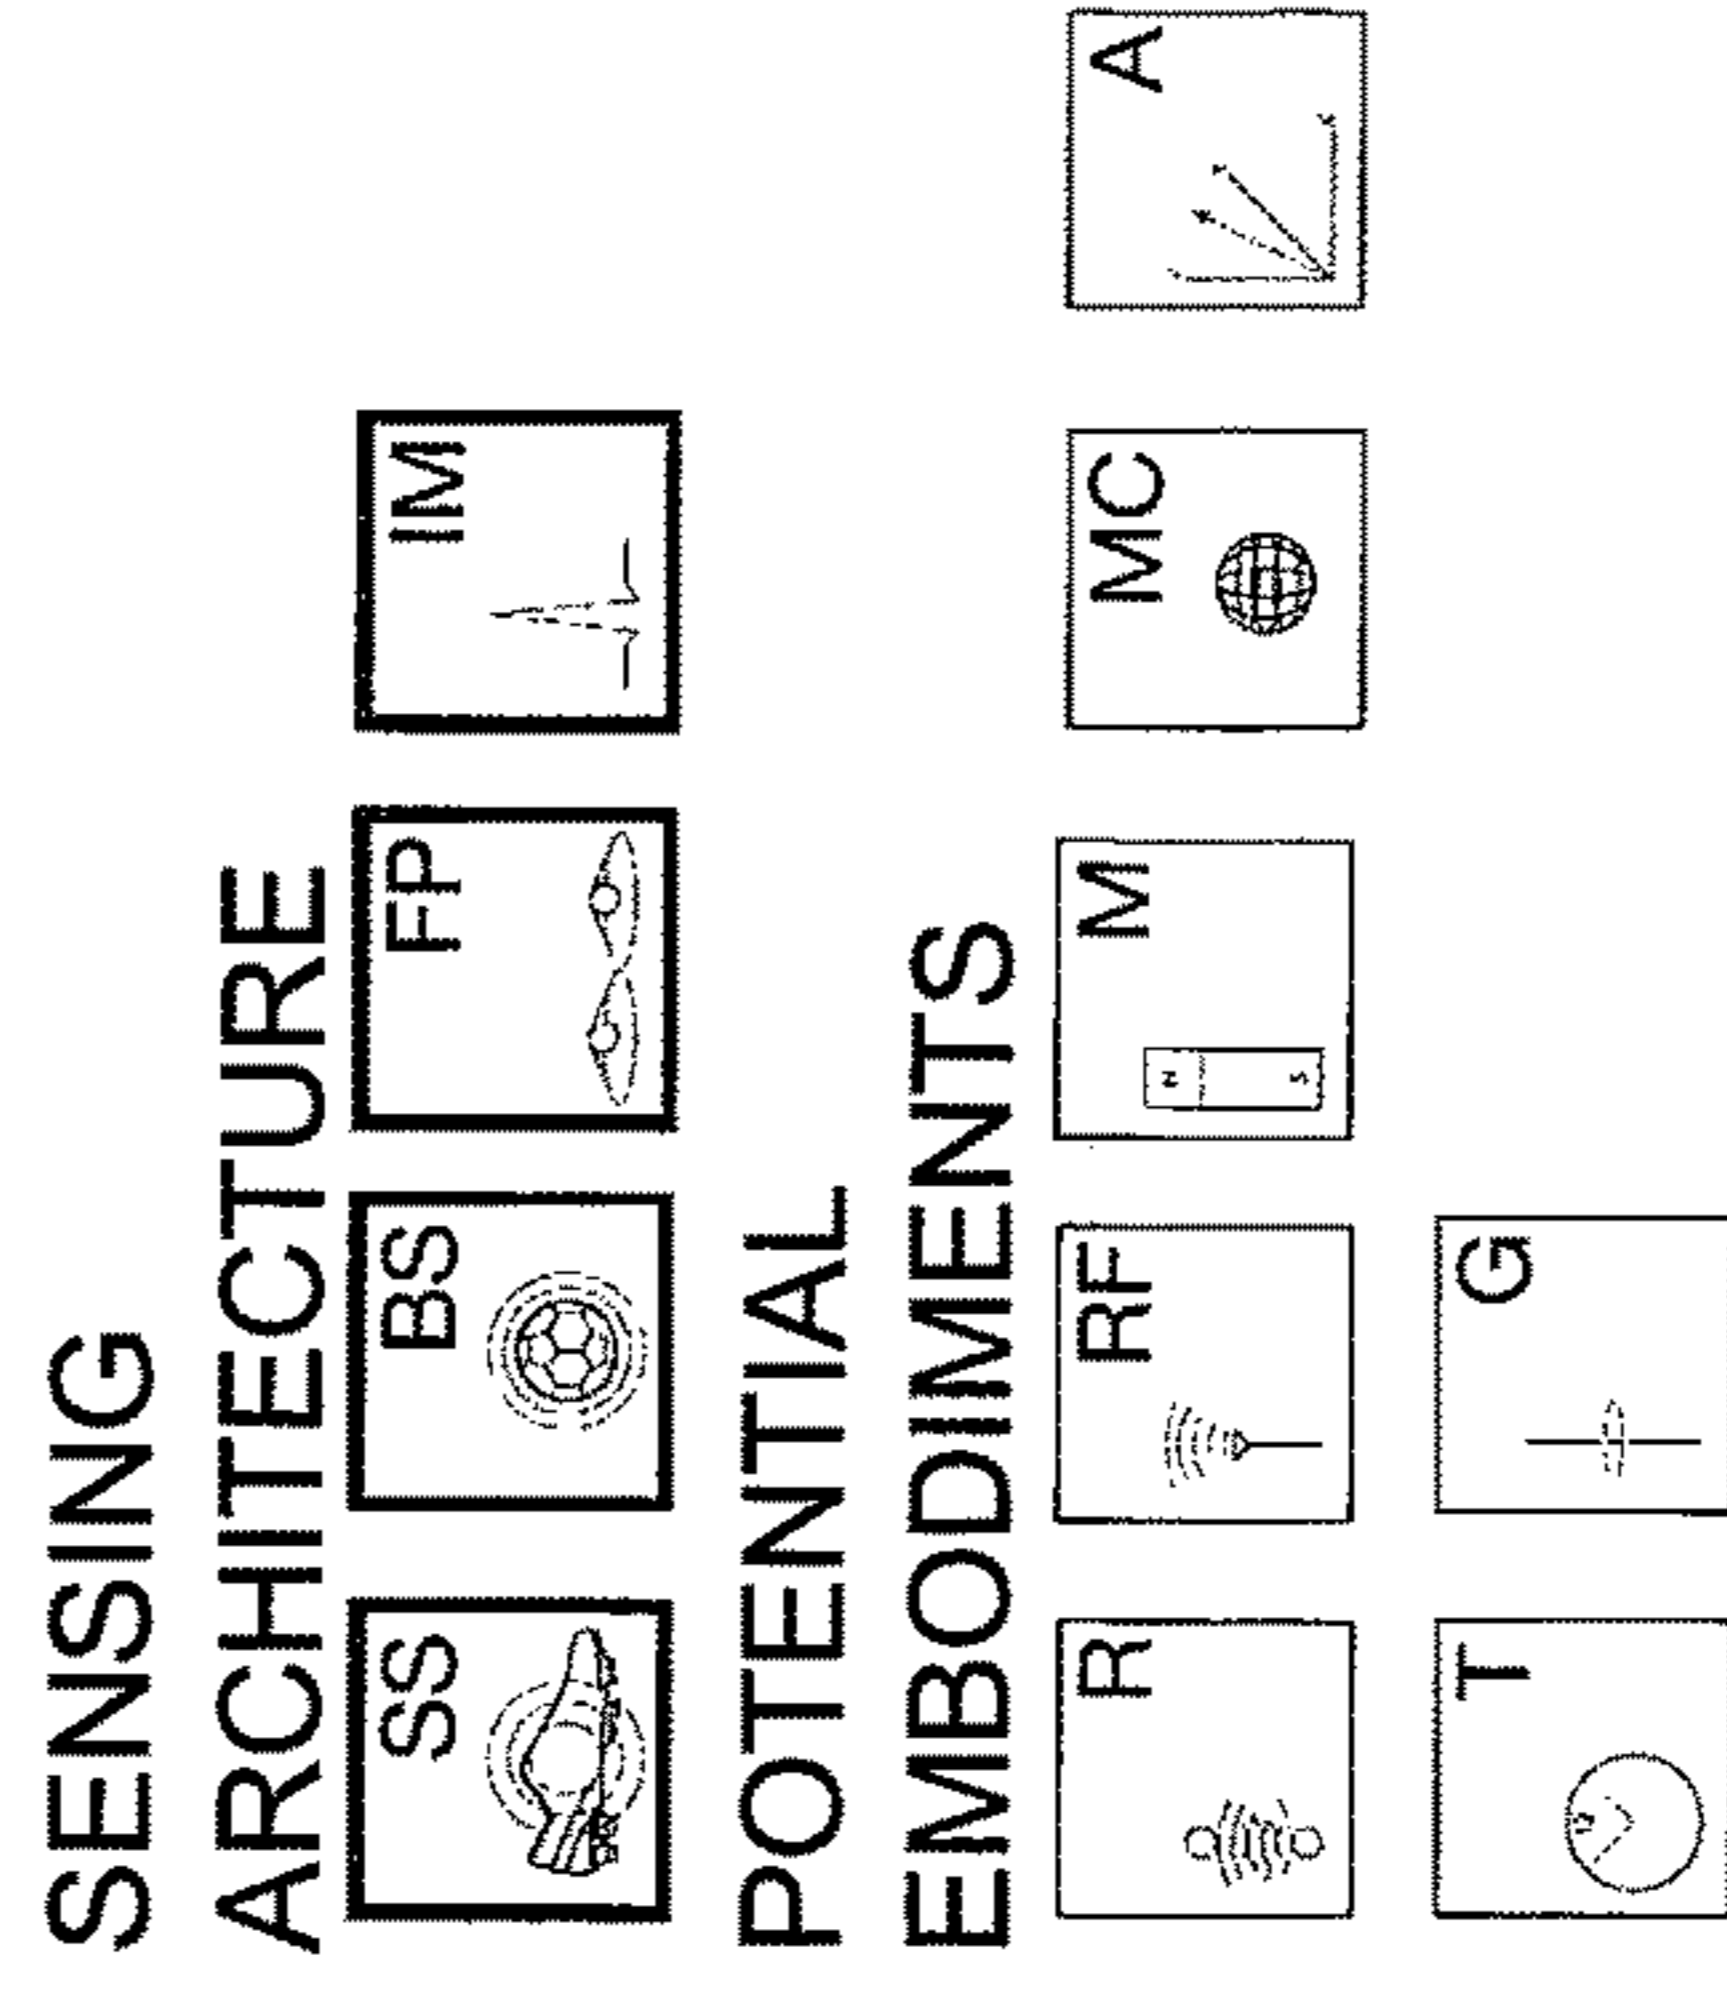 SENSING
ARCHITECTURE
SS BS FP IM
POTENTIAL
EMBODIMENTS
R RF M MC A
N
S
T G